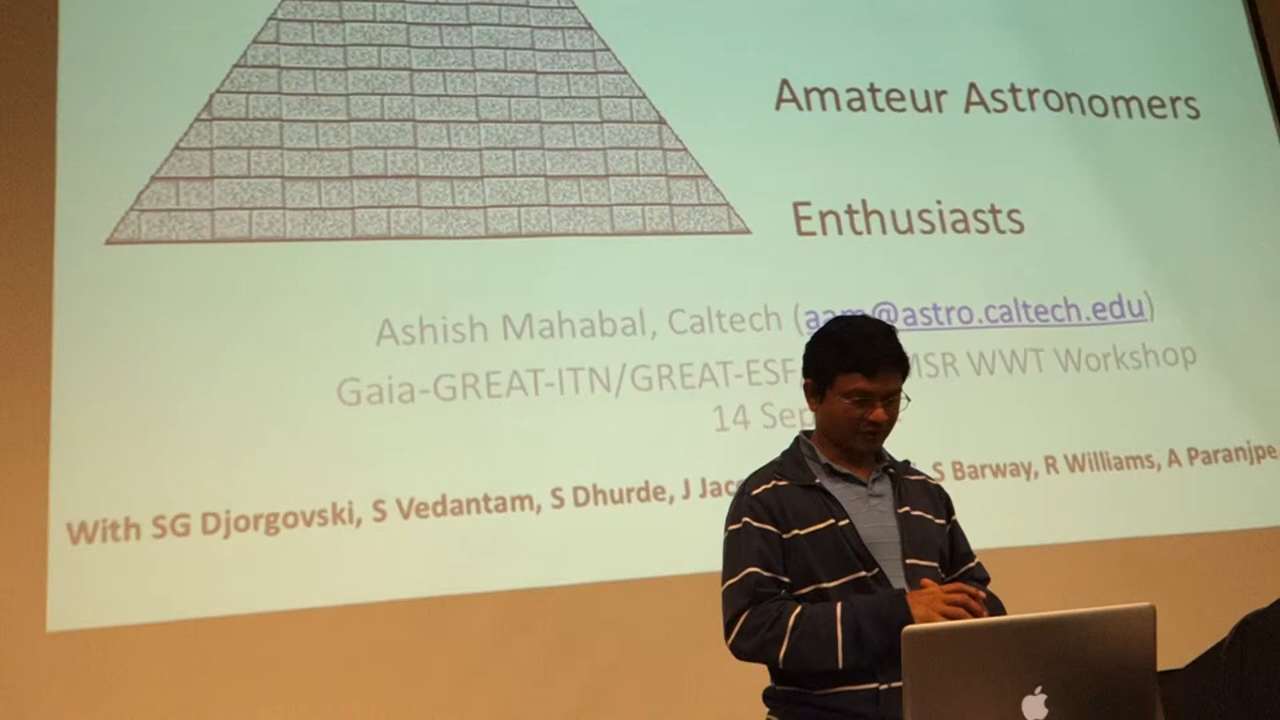 Amateur Astronomers
Enthusiasts
Ashish Mahabal, Caltech (aam@astro.caltech.edu)
Gaia-GREAT-ITN/GREAT-ESF MSR WWT Workshop
14 Sep
With SG Djorgovski, S Vedantam, S Dhurde, J S Barway, R Williams, A Paranjpe